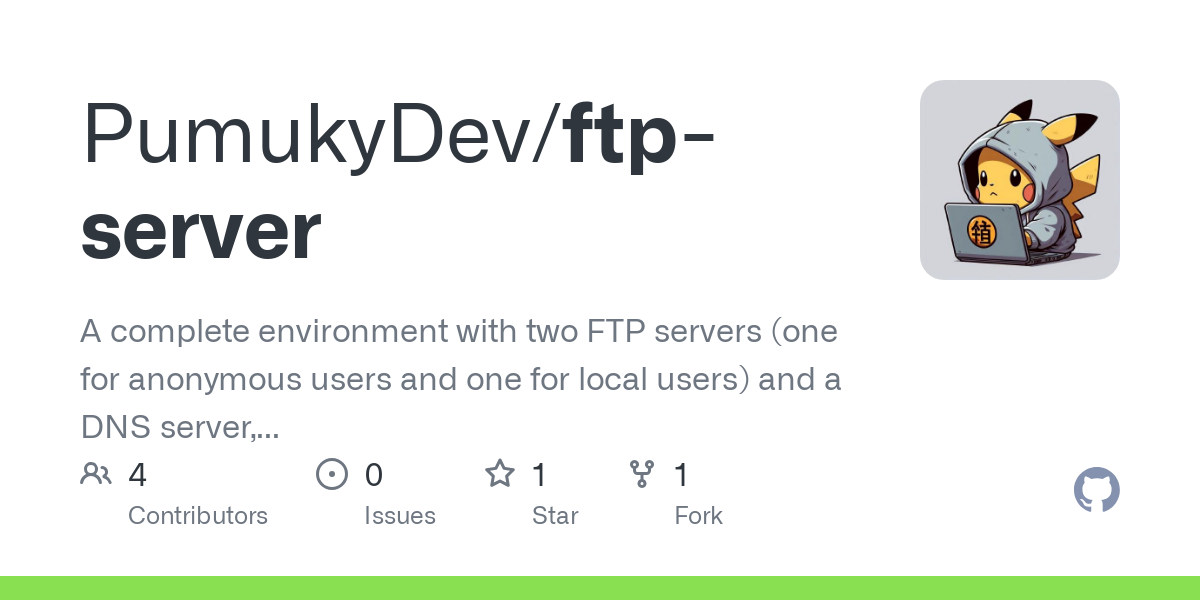 PumukyDev/ftp-
server
A complete environment with two FTP servers (one
for anonymous users and one for local users) and a
DNS server,...
4
Contributors
0
Issues
1
Star
1
Fork